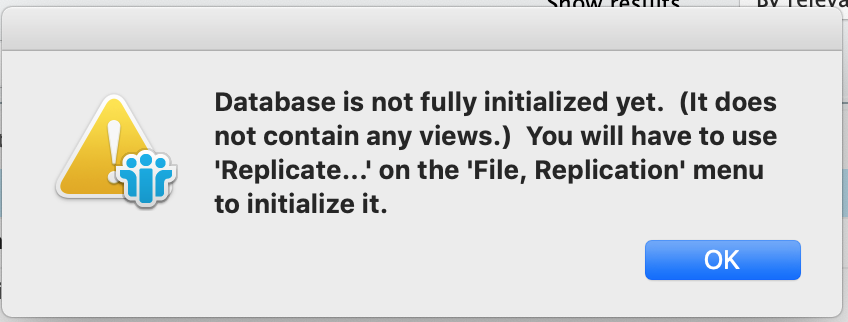 Show results
By releva
Database is not fully initialized yet.  (It does
not contain any views.)  You will have to use
'Replicate...' on the 'File, Replication' menu
to initialize it.
OK